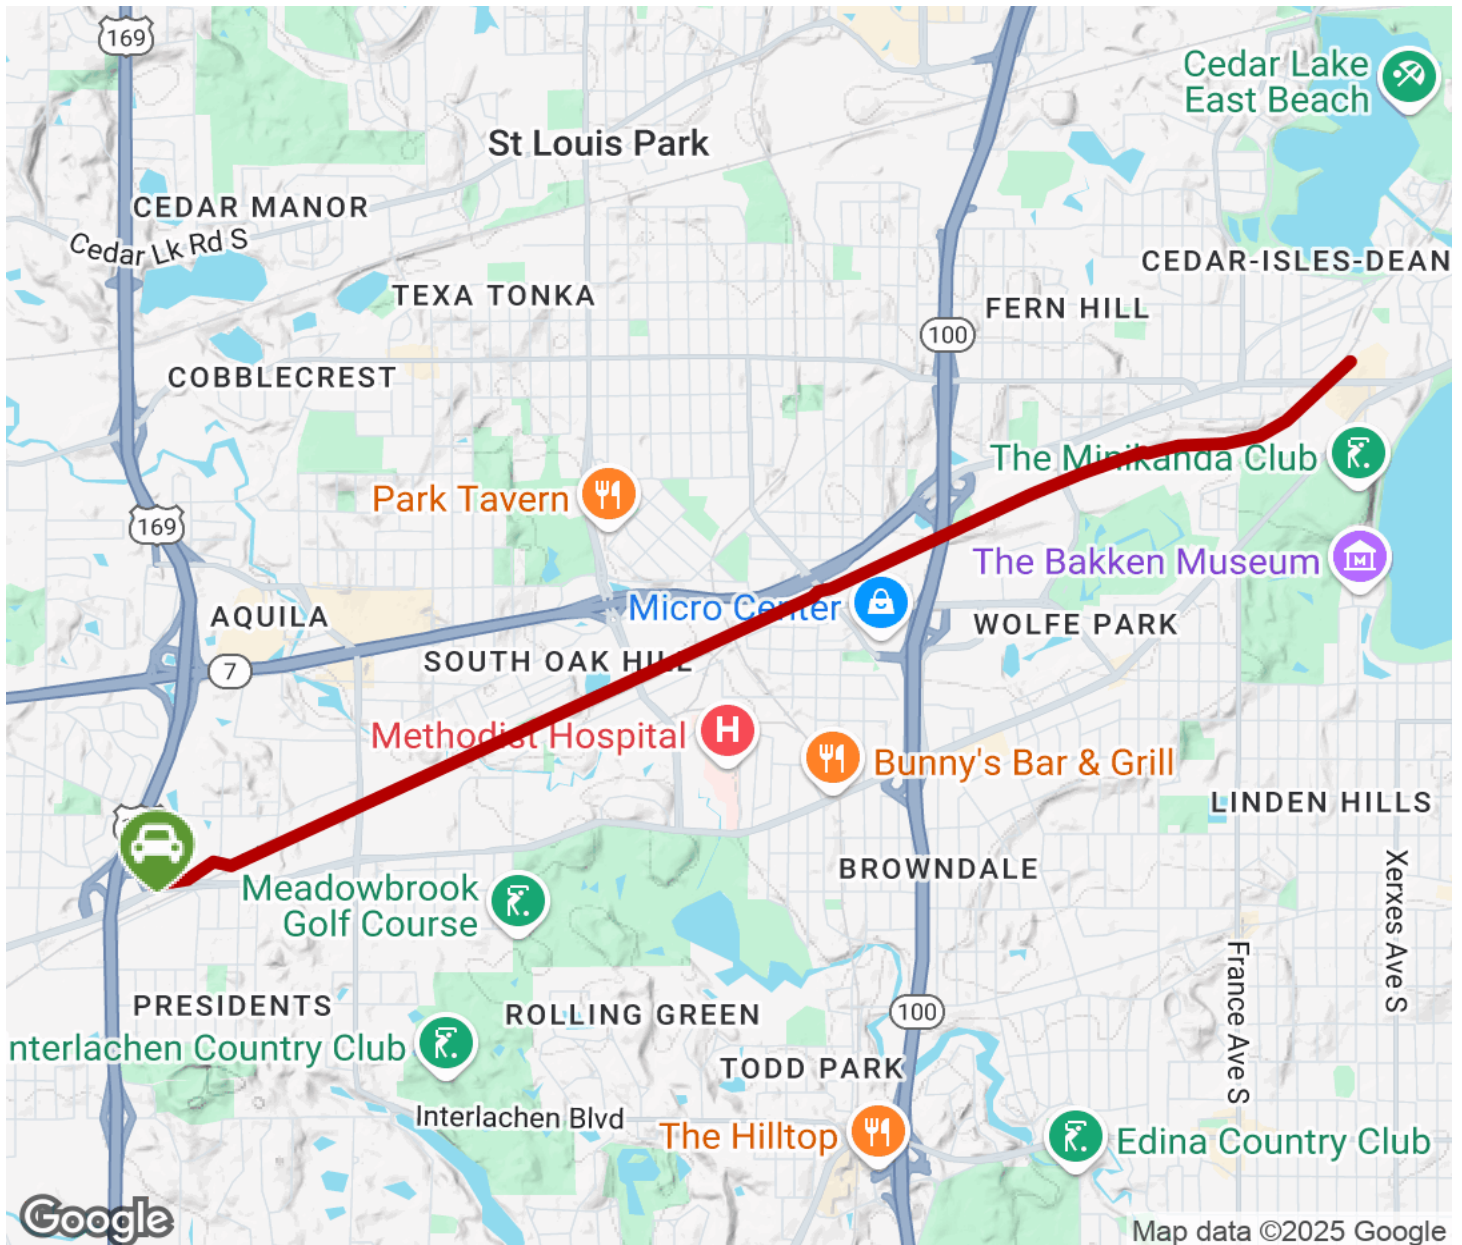 169
Cedar Lake
East Beach
St Louis Park
CEDAR MANOR
Cedar Lk Rd S
CEDAR-ISLES-DEAN
TEXA TONKA
FERN HILL
100
COBBLECREST
The Minikanda Club
Park Tavern
169
The Bakken Museum
Micro Center
AQUILA
WOLFE PARK
SOUTH OAK HILL
7
Methodist Hospital
H
Bunny's Bar & Grill
LINDEN HILLS
BROWNDALE
Xerxes Ave S
Meadowbrook
Golf Course
France Ave S
PRESIDENTS
ROLLING GREEN
100
nterlachen Country Club
TODD PARK
Interlachen Blvd
The Hilltop
Edina Country Club
Google
Map data ©2025 Google